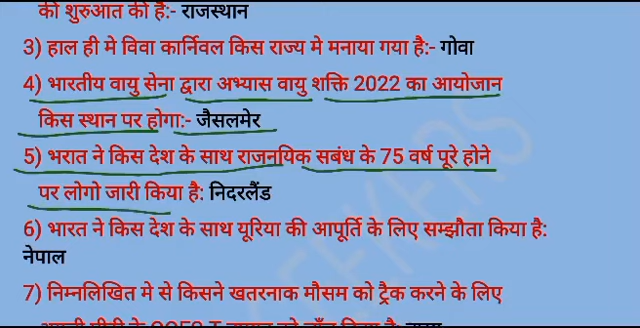 की शुरुआत की है:- राजस्थान
3) हाल ही मे विवा कार्निवल किस राज्य मे मनाया गया है:- गोवा
4) भारतीय वायु सेना द्वारा अभ्यास वायु शक्ति 2022 का आयोजान
किस स्थान पर होगा:- जैसलमेर
5) भरात ने किस देश के साथ राजनयिक सबंध के 75 वर्ष पूरे होने
पर लोगो जारी किया है: निदरलैंड
6) भारत ने किस देश के साथ यूरिया की आपूर्ति के लिए सम्झौता किया है:
नेपाल
7) निम्नलिखित मे से किसने खतरनाक मौसम को ट्रैक करने के लिए